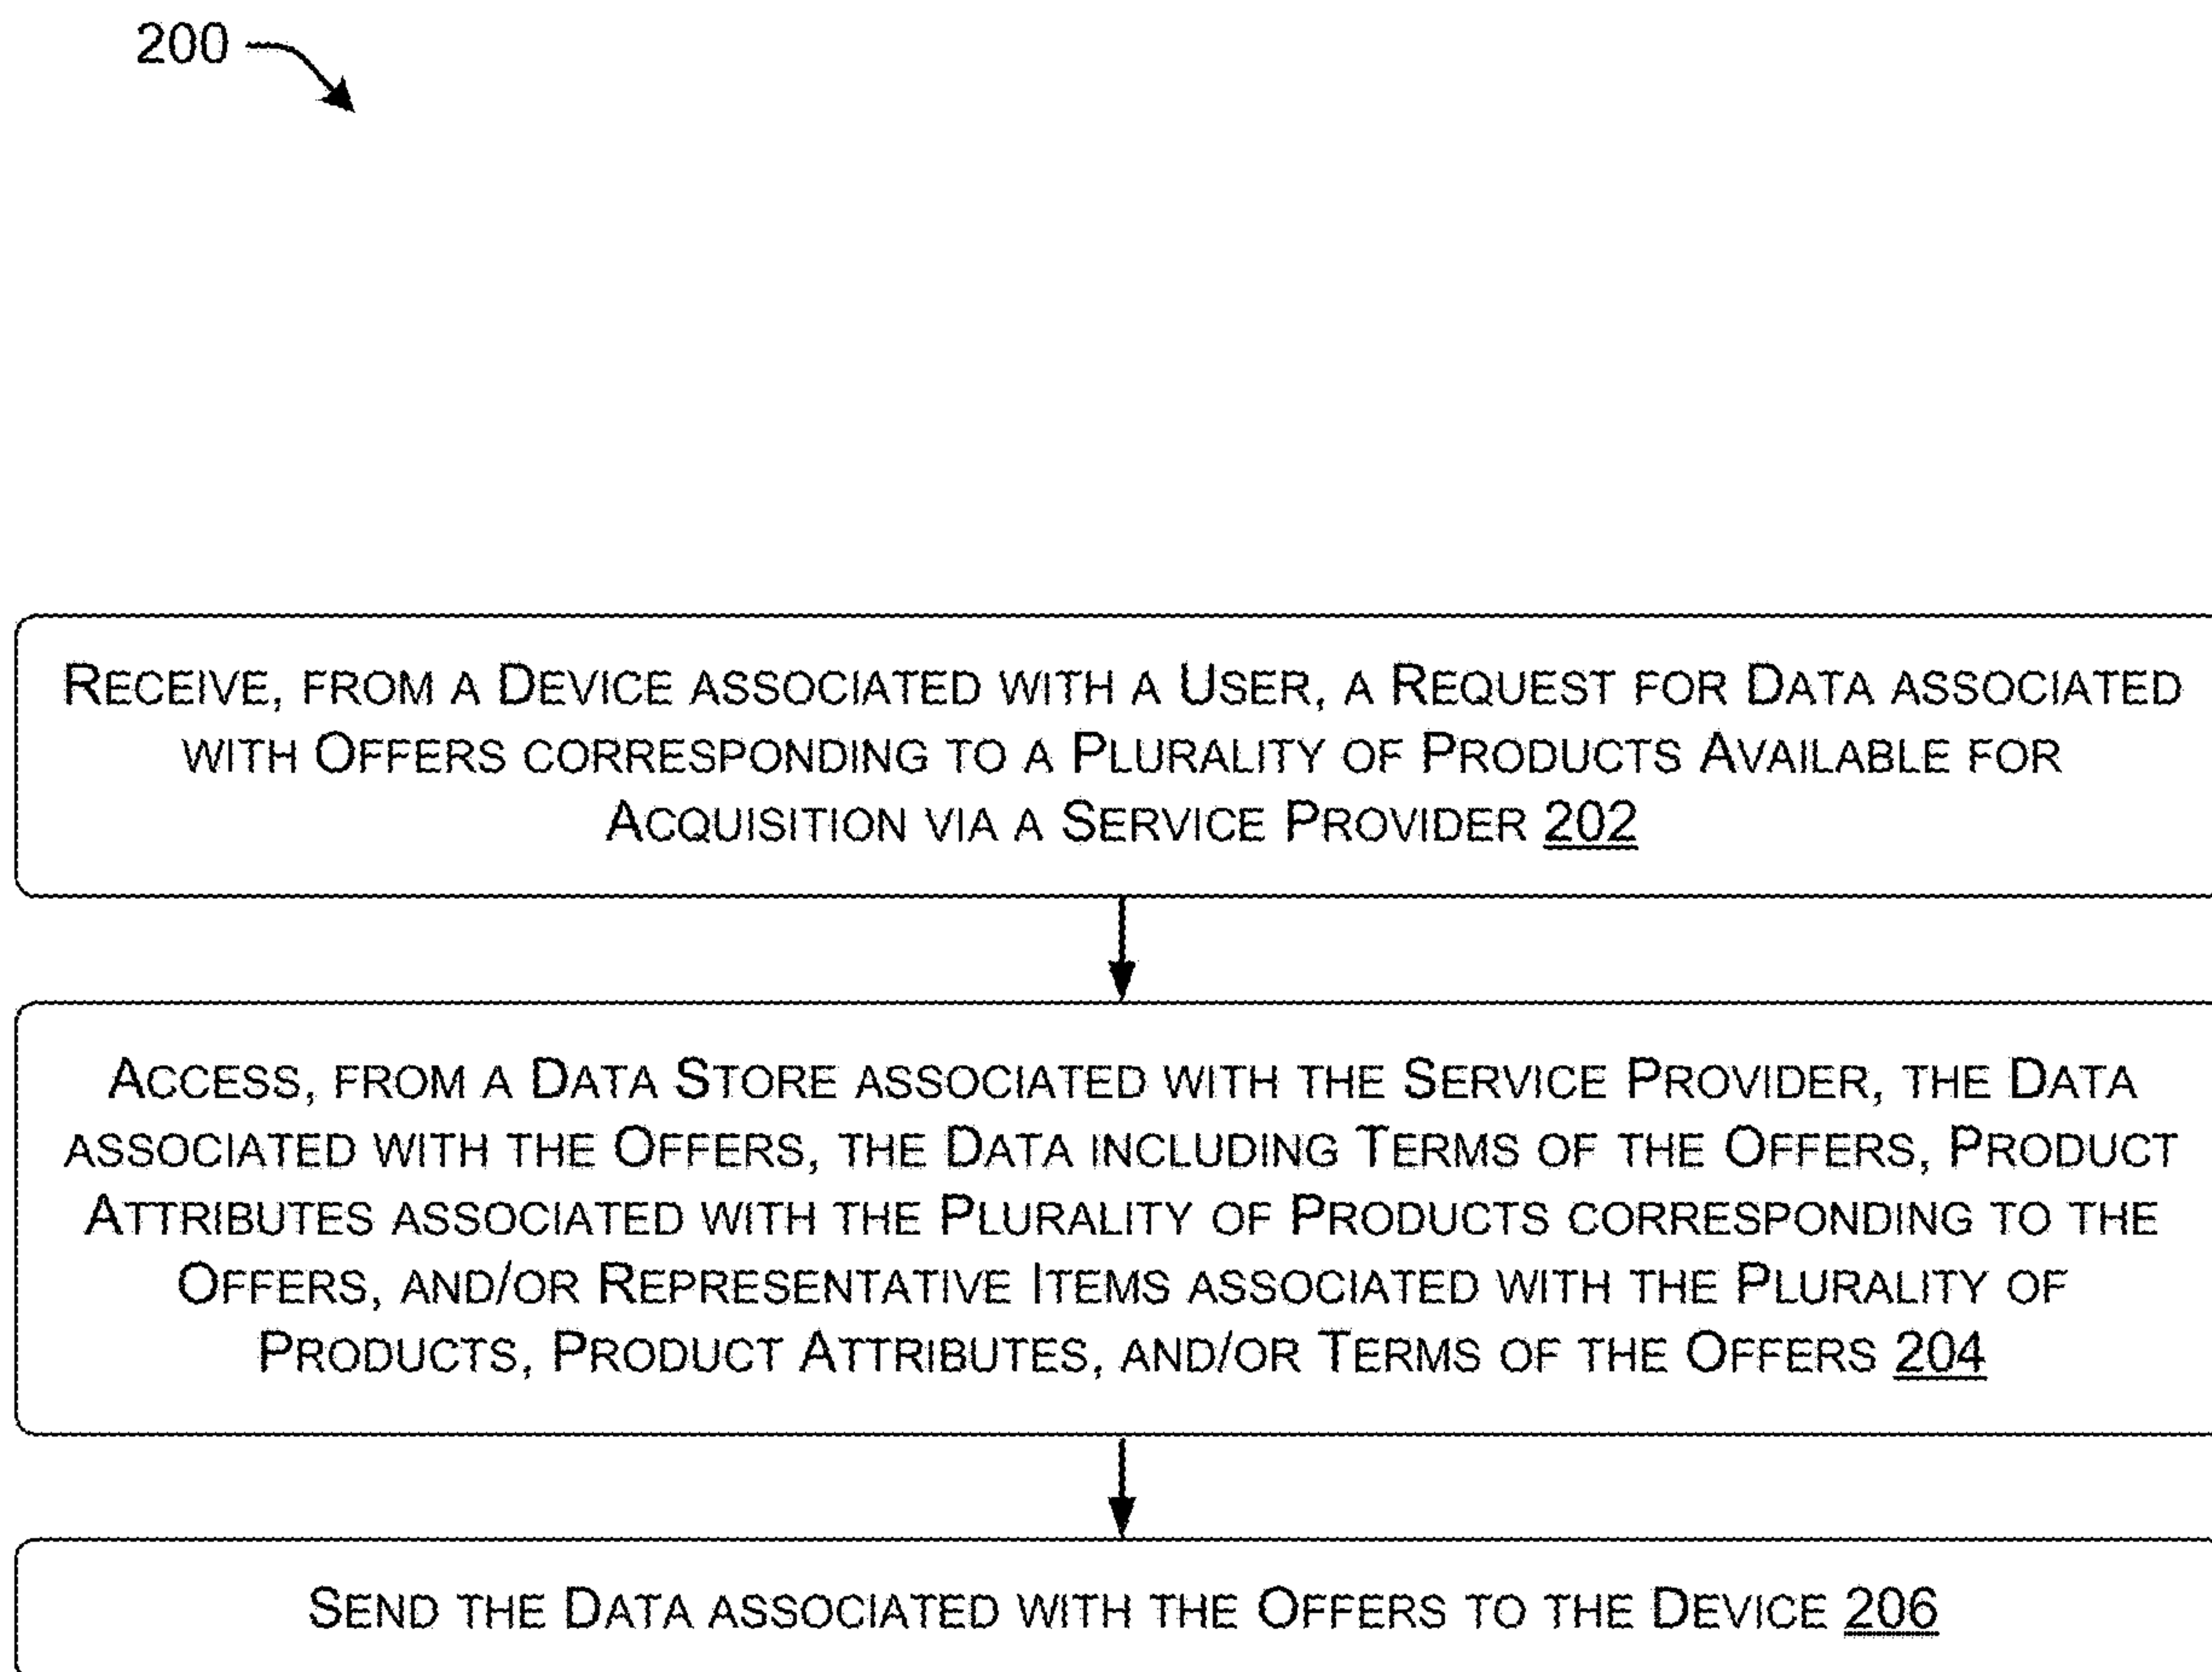 200
RECEIVE, FROM A DEVICE ASSOCIATED WITH A USER, A REQUEST FOR DATA ASSOCIATED
WITH OFFERS CORRESPONDING TO A PLURALITY OF PRODUCTS AVAILABLE FOR
ACQUISITION VIA A SERVICE PROVIDER 202
ACCESS, FROM A DATA STORE ASSOCIATED WITH THE SERVICE PROVIDER, THE DATA
ASSOCIATED WITH THE OFFERS, THE DATA INCLUDING TERMS OF THE OFFERS, PRODUCT
ATTRIBUTES ASSOCIATED WITH THE PLURALITY OF PRODUCTS CORRESPONDING TO THE
OFFERS, AND/OR REPRESENTATIVE ITEMS ASSOCIATED WITH THE PLURALITY OF
PRODUCTS, PRODUCT ATTRIBUTES, AND/OR TERMS OF THE OFFERS 204
SEND THE DATA ASSOCIATED WITH THE OFFERS TO THE DEVICE 206